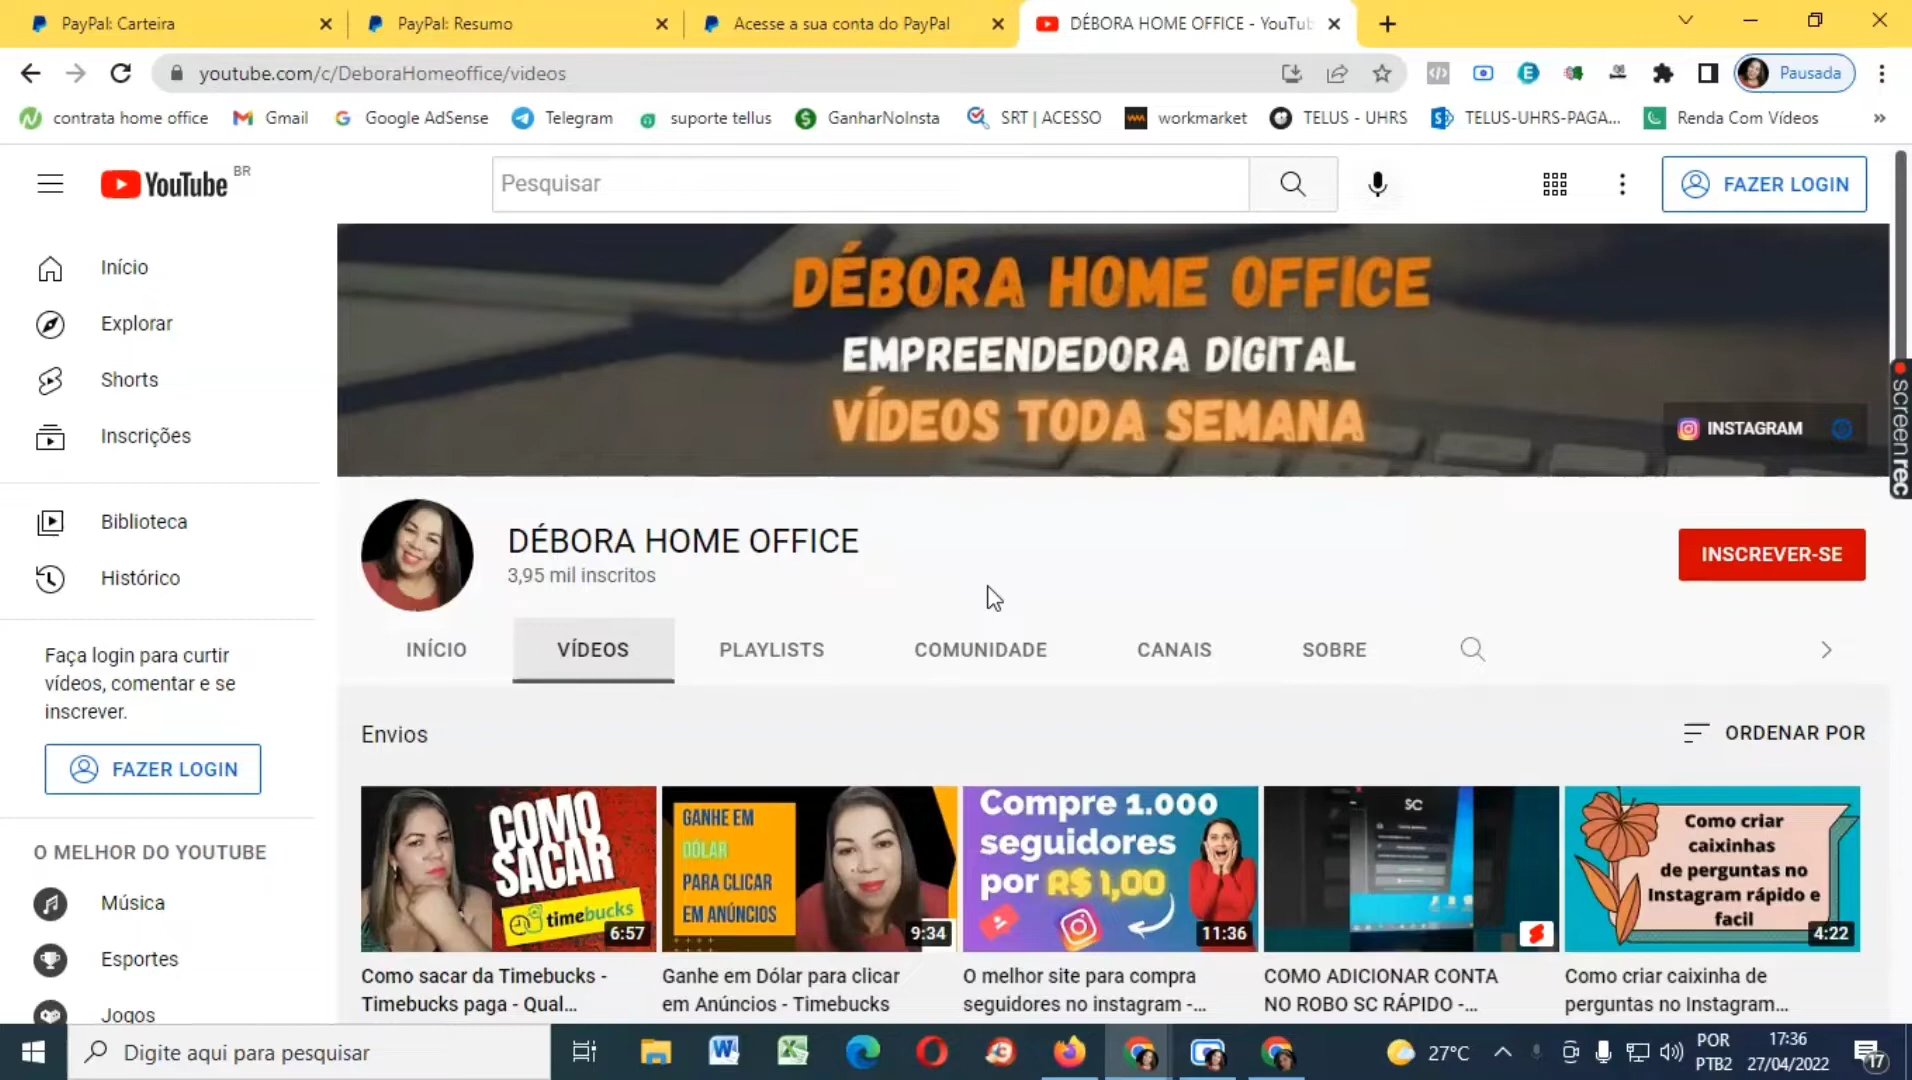 PayPal: Carteira
PayPal: Resumo
Acesse a sua conta do PayPal
DÉBORA HOME OFFICE - YouTub
youtube.com/c/DeboraHomeoffice/videos
Pausada
contrata home office
Gmail
Google AdSense
Telegram
suporte tellus
GanharNoInsta
SRT | ACESSO
workmarket
TELUS - UHRS
TELUS-UHRS-PAGA...
Renda Com Vídeos
»
YouTube BR
Pesquisar
FAZER LOGIN
Início
Explorar
Shorts
Inscrições
Biblioteca
Histórico
Faça login para curtir
vídeos, comentar e se
inscrever.
FAZER LOGIN
O MELHOR DO YOUTUBE
Música
Esportes
Jogos
DÉBORA HOME OFFICE
EMPREENDEDORA DIGITAL
VÍDEOS TODA SEMANA
INSTAGRAM
screenrec
DÉBORA HOME OFFICE
3,95 mil inscritos
INSCREVER-SE
INÍCIO
VÍDEOS
PLAYLISTS
COMUNIDADE
CANAIS
SOBRE
Envios
ORDENAR POR
COMO
SACAR
timebucks
6:57
GANHE EM
DÓLAR
PARA CLICAR
EM ANÚNCIOS
9:34
Compre 1.000
seguidores
por R$ 1,00
11:36
SC
Como criar
caixinhas
de perguntas no
Instagram rápido e
facil
4:22
Como sacar da Timebucks -
Timebucks paga - Qual...
Ganhe em Dólar para clicar
em Anúncios - Timebucks
O melhor site para compra
seguidores no instagram -...
COMO ADICIONAR CONTA
NO ROBO SC RÁPIDO -...
Como criar caixinha de
perguntas no Instagram...
Digite aqui para pesquisar
27°C
POR
PTB2
17:36
27/04/2022
17